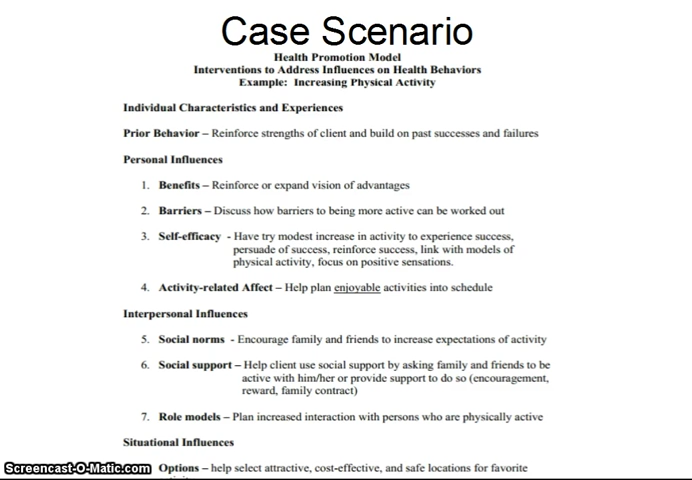 Case Scenario
Health Promotion Model
Interventions to Address Influences on Health Behaviors
Example: Increasing Physical Activity
Individual Characteristics and Experiences
Prior Behavior – Reinforce strengths of client and build on past successes and failures
Personal Influences
1. Benefits – Reinforce or expand vision of advantages
2. Barriers – Discuss how barriers to being more active can be worked out
3. Self-efficacy - Have try modest increase in activity to experience success,
persuade of success, reinforce success, link with models of
physical activity, focus on positive sensations.
4. Activity-related Affect – Help plan enjoyable activities into schedule
Interpersonal Influences
5. Social norms - Encourage family and friends to increase expectations of activity
6. Social support – Help client use social support by asking family and friends to be
active with him/her or provide support to do so (encouragement,
reward, family contract)
7. Role models – Plan increased interaction with persons who are physically active
Situational Influences
Options – help select attractive, cost-effective, and safe locations for favorite
Screencast-O-Matic.com